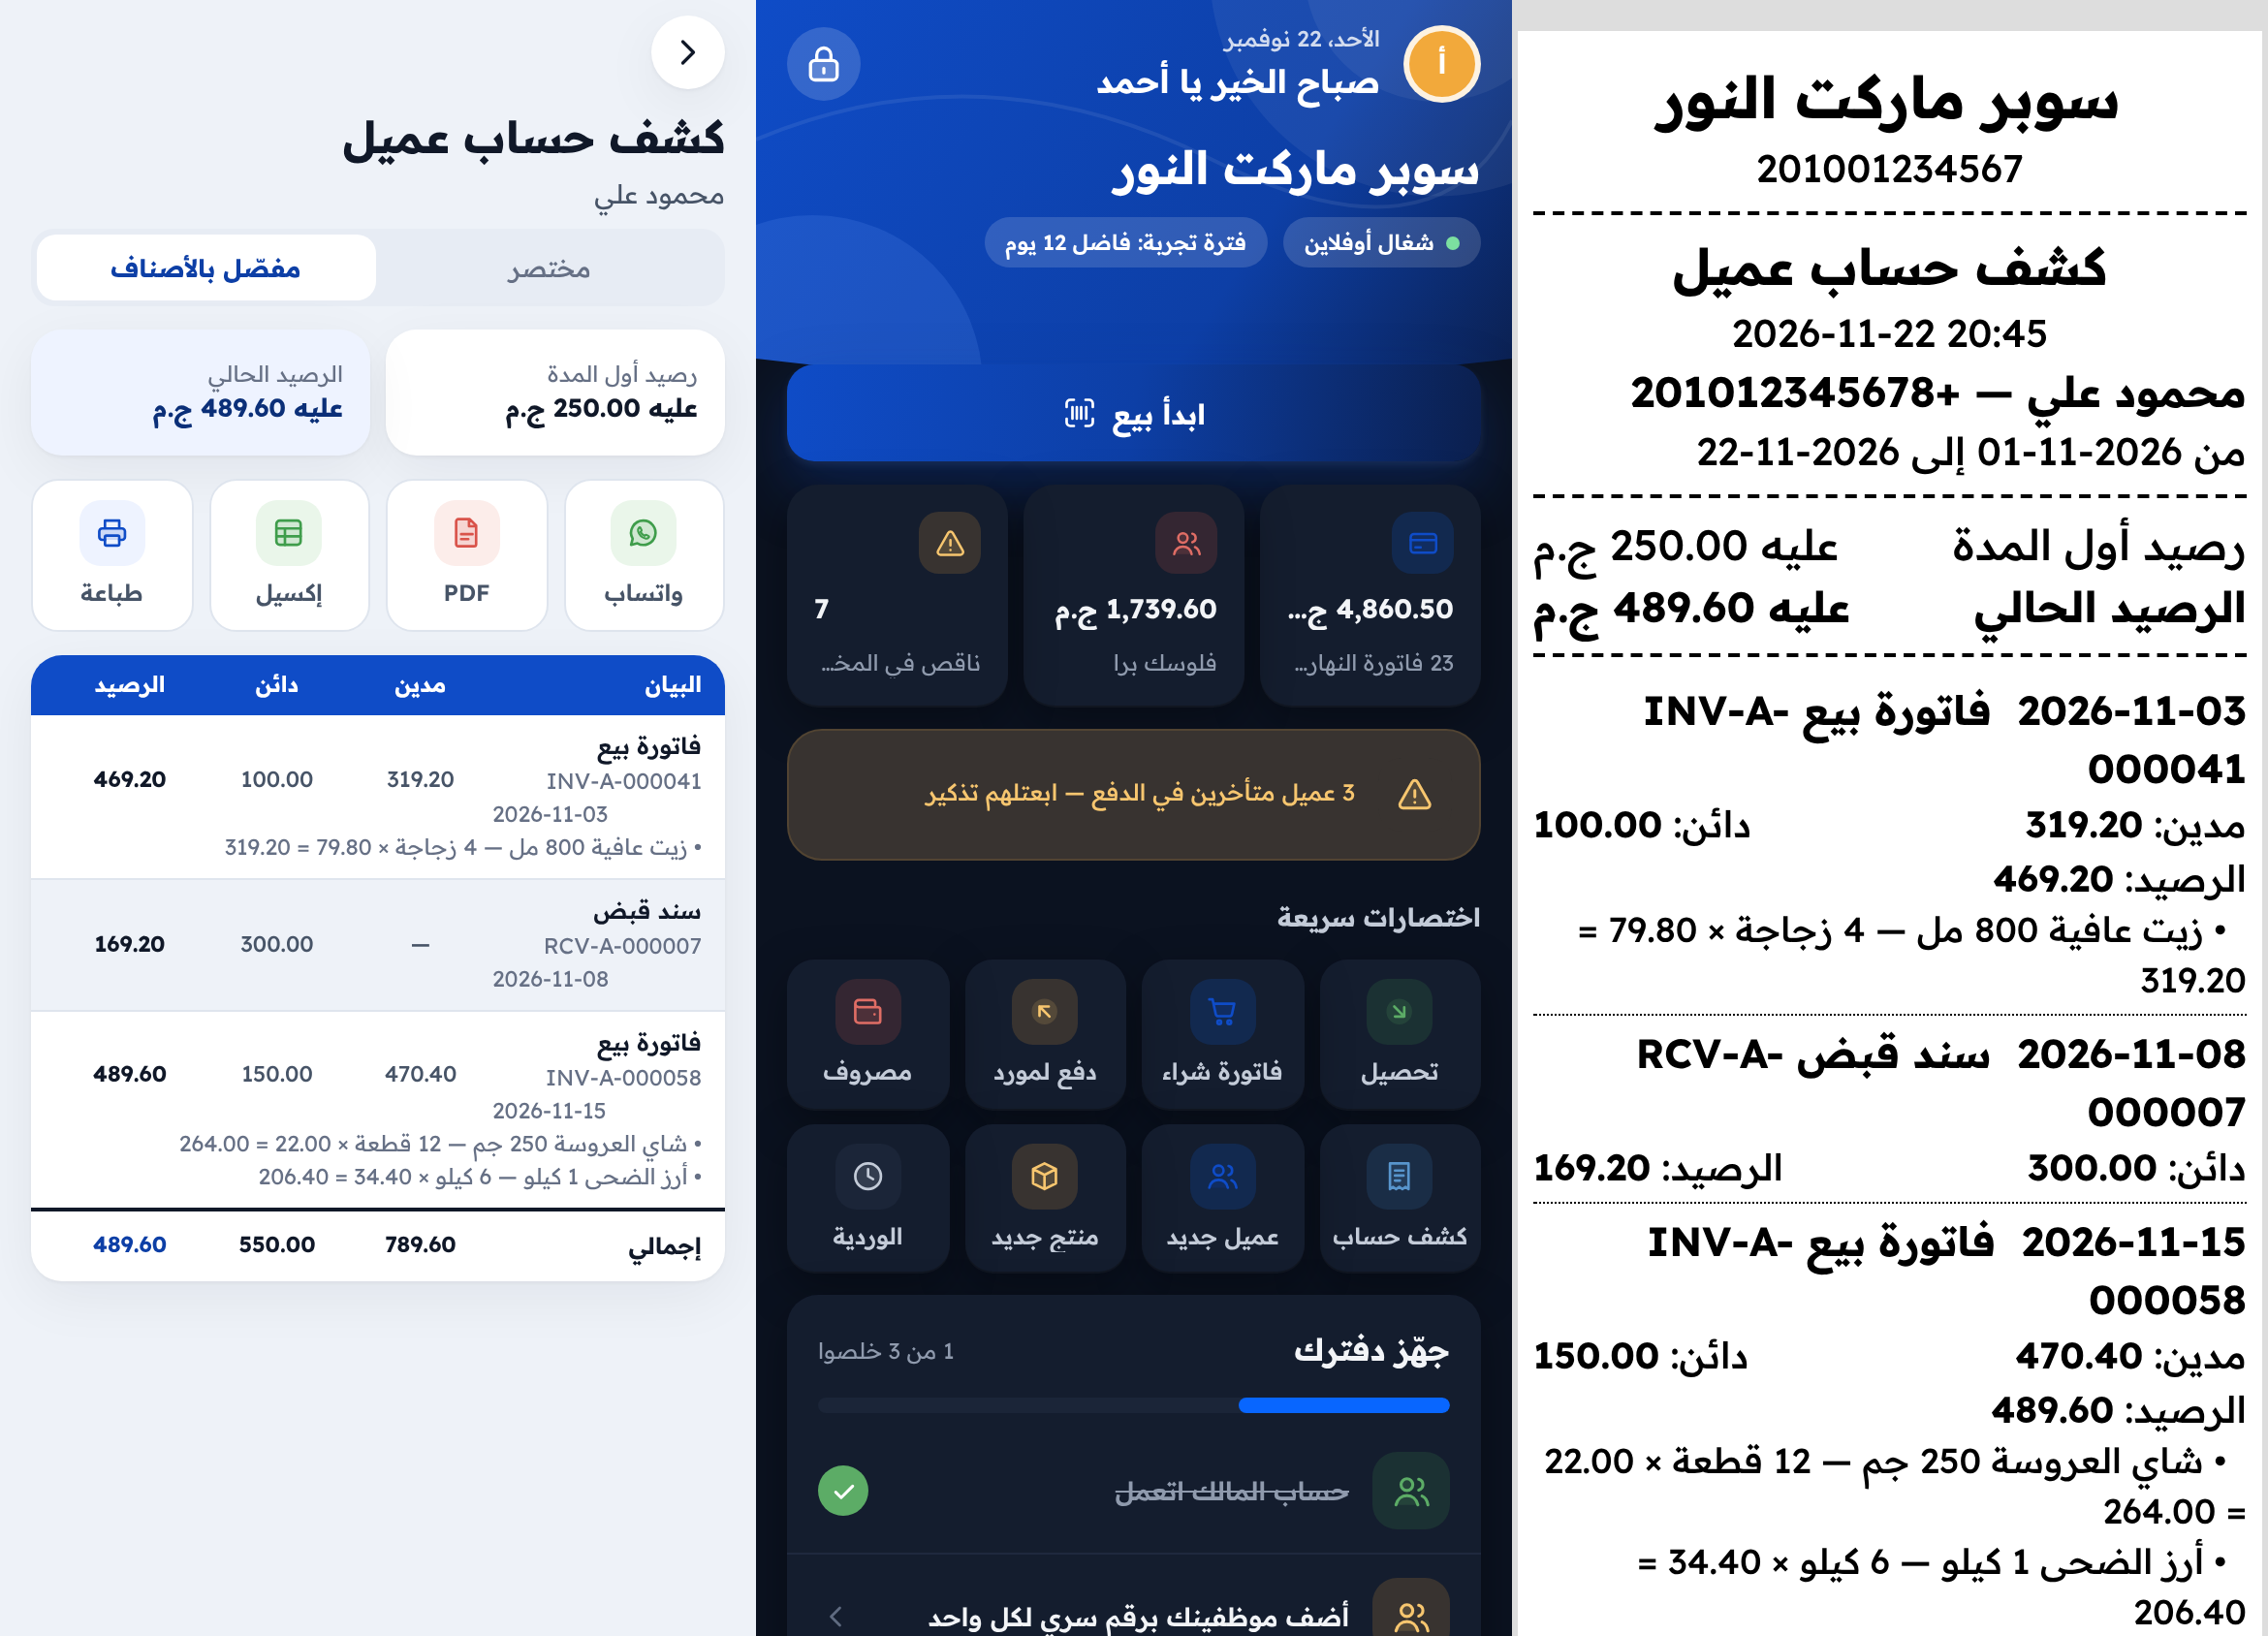 كشف حساب عميل
محمود علي
مختصر
مفصّل بالأصناف
رصيد أول المدة
عليه 250.00 ج.م
الرصيد الحالي
عليه 489.60 ج.م
واتساب
PDF
إكسيل
طباعة
البيان مدين دائن الرصيد
فاتورة بيع
INV-A-000041 319.20 100.00 469.20
2026-11-03
• زيت عافية 800 مل — 4 زجاجة × 79.80 = 319.20
سند قبض
RCV-A-000007 — 300.00 169.20
2026-11-08
فاتورة بيع
INV-A-000058 470.40 150.00 489.60
2026-11-15
• شاي العروسة 250 جم — 12 قطعة × 22.00 = 264.00
• أرز الضحى 1 كيلو — 6 كيلو × 34.40 = 206.40
إجمالي 789.60 550.00 489.60
أ
الأحد، 22 نوفمبر
صباح الخير يا أحمد
سوبر ماركت النور
شغال أوفلاين
فترة تجربة: فاضل 12 يوم
ابدأ بيع
4,860.50 ج...
23 فاتورة النهار...
1,739.60 ج.م
فلوسك برا
7
ناقص في المخ...
3 عميل متأخرين في الدفع — ابعتلهم تذكير
اختصارات سريعة
تحصيل
فاتورة شراء
دفع لمورد
مصروف
كشف حساب
عميل جديد
منتج جديد
الوردية
جهّز دفترك
1 من 3 خلصوا
حساب المالك اتعمل
أضف موظفينك برقم سري لكل واحد
سوبر ماركت النور
201001234567
كشف حساب عميل
2026-11-22 20:45
محمود علي — +201012345678
من 2026-11-01 إلى 2026-11-22
رصيد أول المدة عليه 250.00 ج.م
الرصيد الحالي عليه 489.60 ج.م
2026-11-03 فاتورة بيع INV-A-
000041
مدين: 319.20 دائن: 100.00
الرصيد: 469.20
• زيت عافية 800 مل — 4 زجاجة × 79.80 =
319.20
2026-11-08 سند قبض RCV-A-
000007
دائن: 300.00 الرصيد: 169.20
2026-11-15 فاتورة بيع INV-A-
000058
مدين: 470.40 دائن: 150.00
الرصيد: 489.60
• شاي العروسة 250 جم — 12 قطعة × 22.00
= 264.00
• أرز الضحى 1 كيلو — 6 كيلو × 34.40 =
206.40